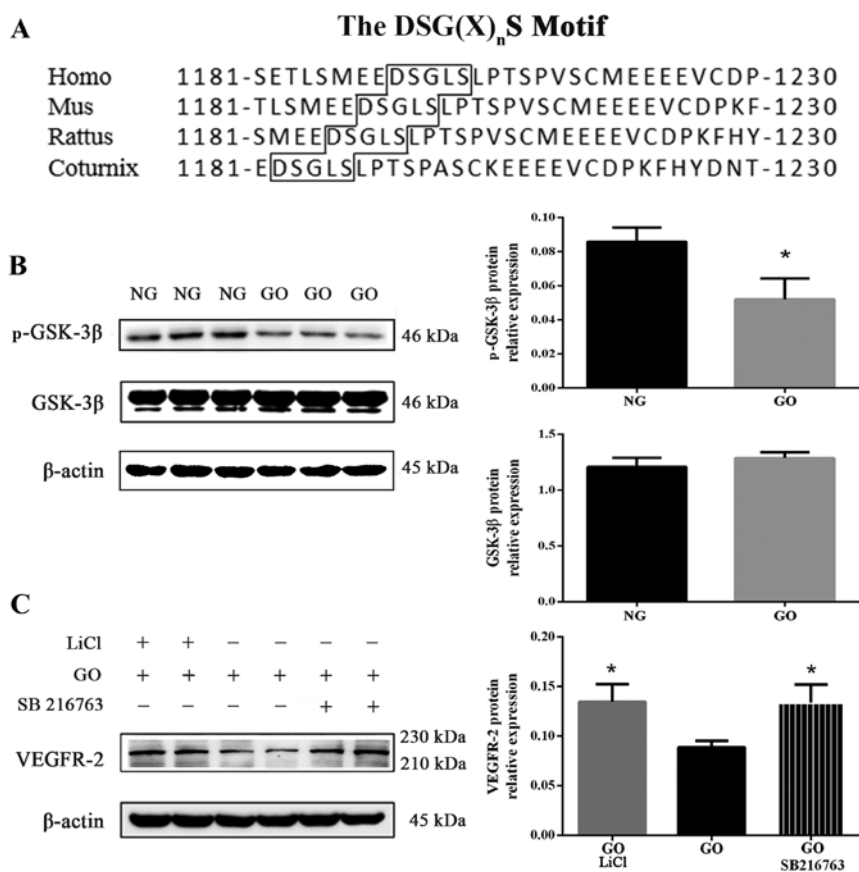 The DSG(X)nS Motif
A
Homo 1181-SETLSMEEDSGLSLPTSPVSCMEEEEVCDP-1230
Mus 1181-TLSMEEDSGLSLPTSPVSCMEEEEVCDPKF-1230
Rattus 1181-SMEEDSGLSLPTSPVSCMEEEEVCDPKFHY-1230
Coturnix 1181-EDSGLSLPTSPASCKEEEEVCDPKFHYDNT-1230
B
NG NG NG GO GO GO
p-GSK-3β 46 kDa
GSK-3β 46 kDa
β-actin 45 kDa
p-GSK-3β protein
relative expression
0.10
0.08
0.06
0.04
0.02
0.00
*
NG GO
GSK-3β protein
relative expression
1.5
1.0
0.5
0.0
NG GO
C
LiCl + + − − − −
GO + + + + + +
SB 216763 − − − − + +
VEGFR-2 230 kDa
210 kDa
β-actin 45 kDa
VEGFR-2 protein
relative expression
0.20
0.15
0.10
0.05
0.00
* *
GO GO GO
LiCl SB216763